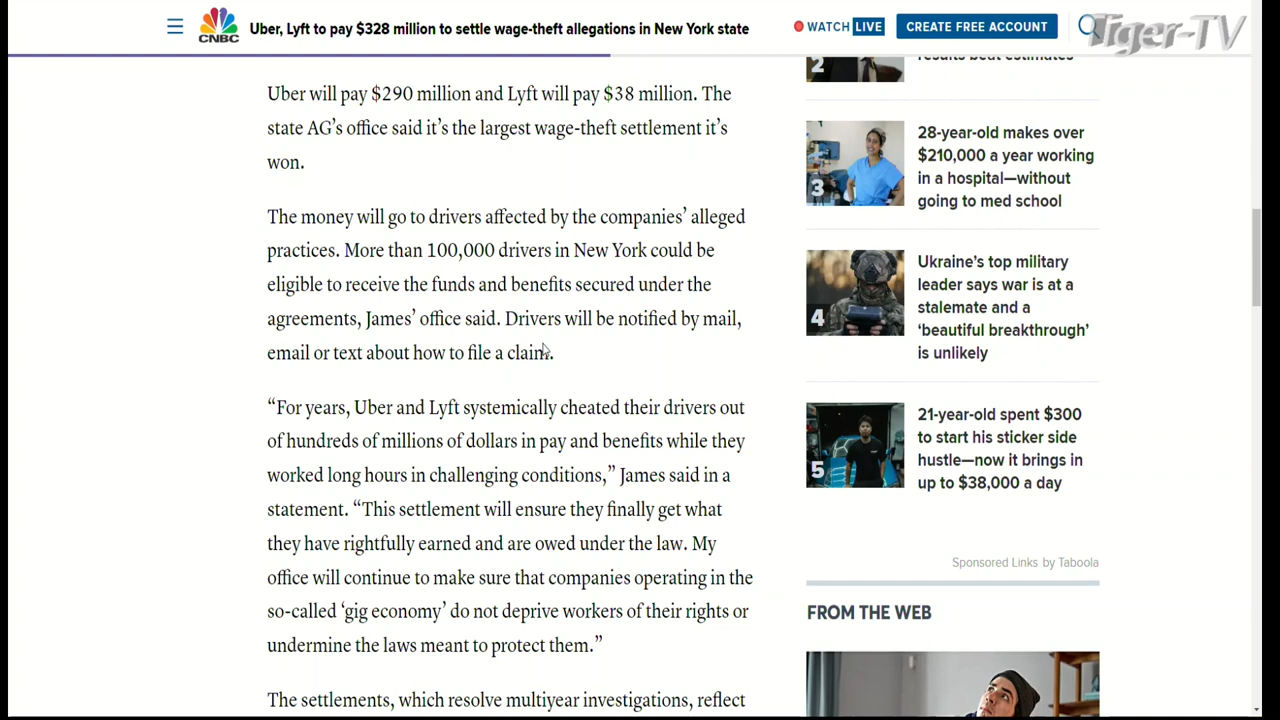 CNBC
Uber, Lyft to pay $328 million to settle wage-theft allegations in New York state
WATCH LIVE
CREATE FREE ACCOUNT
Tiger-TV
Uber will pay $290 million and Lyft will pay $38 million. The
state AG’s office said it’s the largest wage-theft settlement it’s
won.
The money will go to drivers affected by the companies’ alleged
practices. More than 100,000 drivers in New York could be
eligible to receive the funds and benefits secured under the
agreements, James’ office said. Drivers will be notified by mail,
email or text about how to file a claim.
“For years, Uber and Lyft systemically cheated their drivers out
of hundreds of millions of dollars in pay and benefits while they
worked long hours in challenging conditions,” James said in a
statement. “This settlement will ensure they finally get what
they have rightfully earned and are owed under the law. My
office will continue to make sure that companies operating in the
so-called ‘gig economy’ do not deprive workers of their rights or
undermine the laws meant to protect them.”
The settlements, which resolve multiyear investigations, reflect
2
results beat estimates
3
28-year-old makes over
$210,000 a year working
in a hospital—without
going to med school
4
Ukraine’s top military
leader says war is at a
stalemate and a
‘beautiful breakthrough’
is unlikely
5
21-year-old spent $300
to start his sticker side
hustle—now it brings in
up to $38,000 a day
Sponsored Links by Taboola
FROM THE WEB